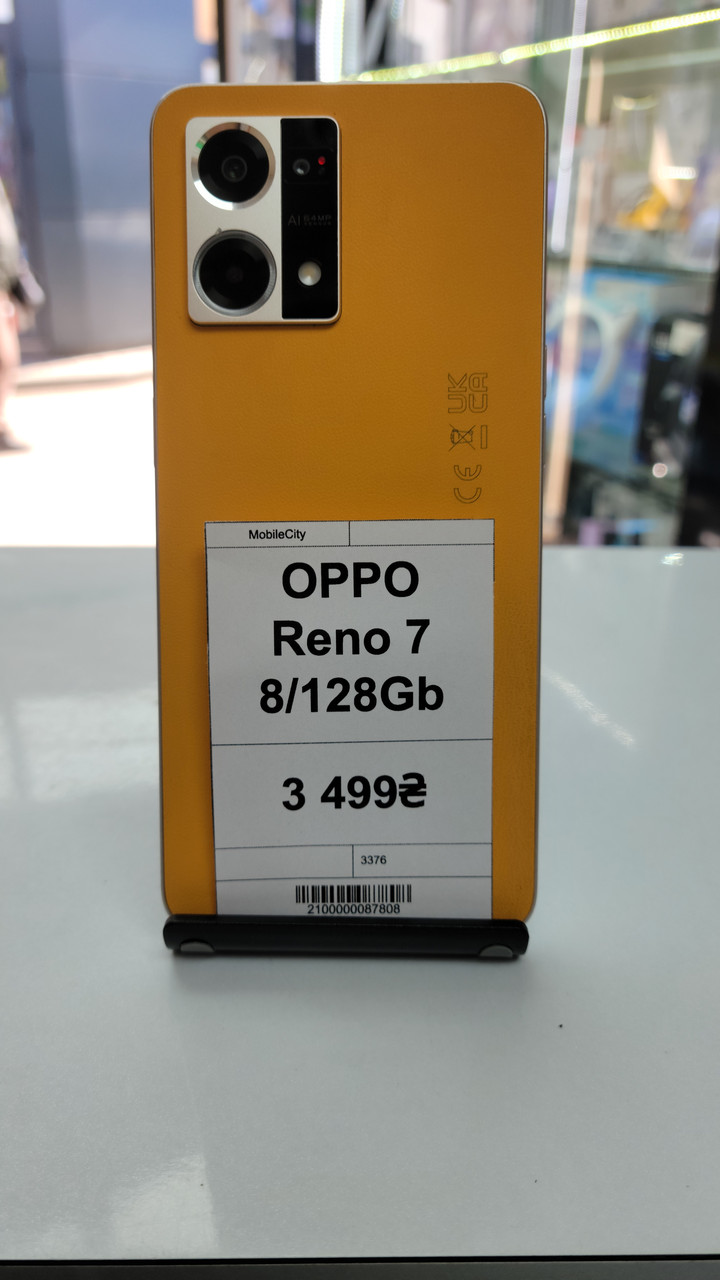 AI 64MP
UK
CA
CE
MobileCity
OPPO
Reno 7
8/128Gb
3 499₴
3376
2100000087808